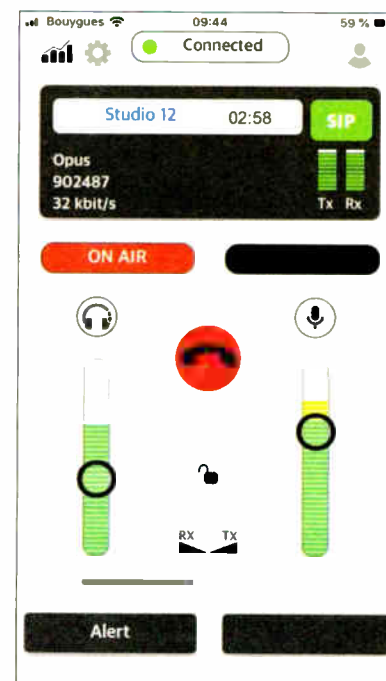 Bouygues 09:44 59 %
Connected
Studio 12 02:58 SIP
Opus
902487
32 kbit/s Tx Rx
ON AIR
RX TX
Alert